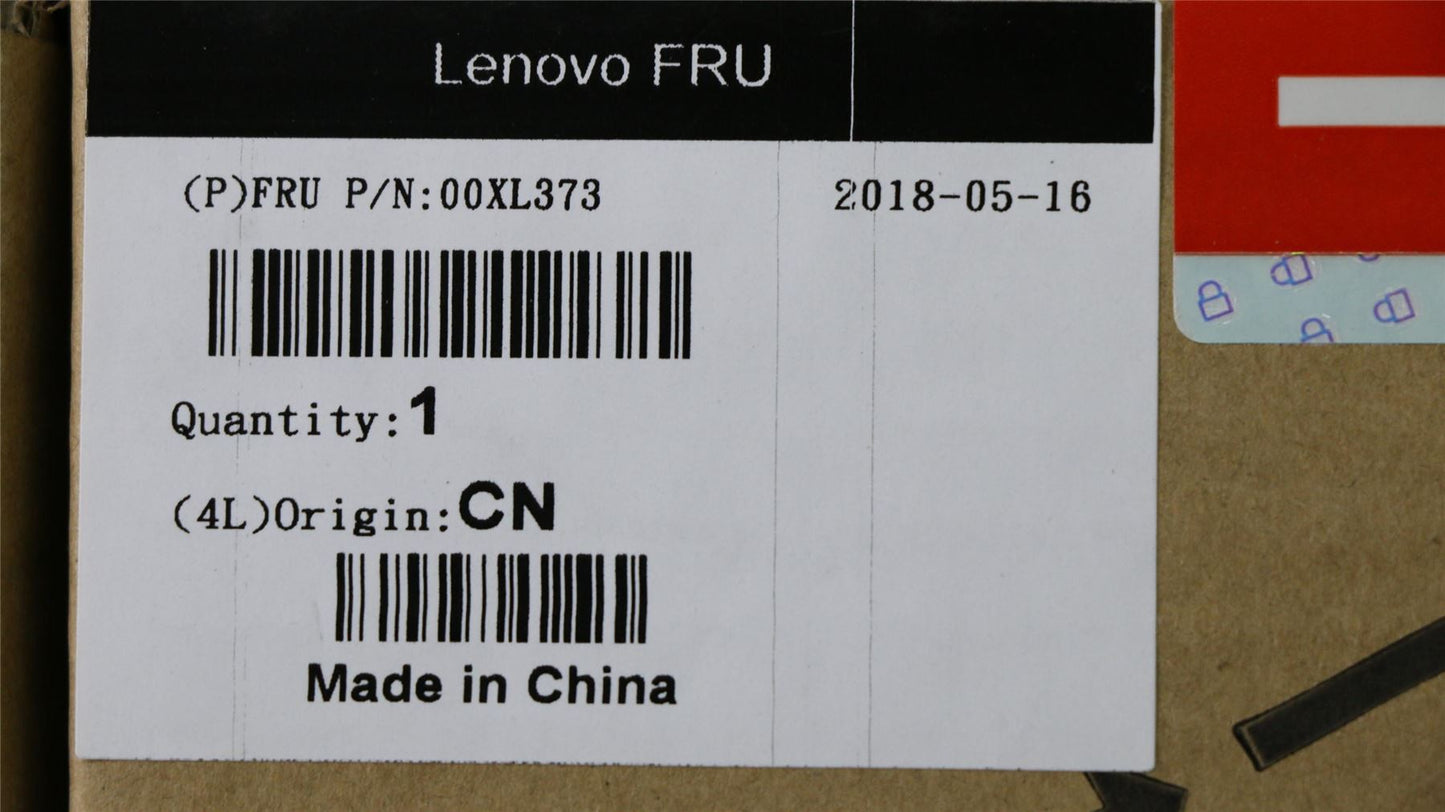 Lenovo FRU
(P)FRU P/N:00XL373 2018-05-16
Quantity:1
(4L)Origin:CN
Made in China